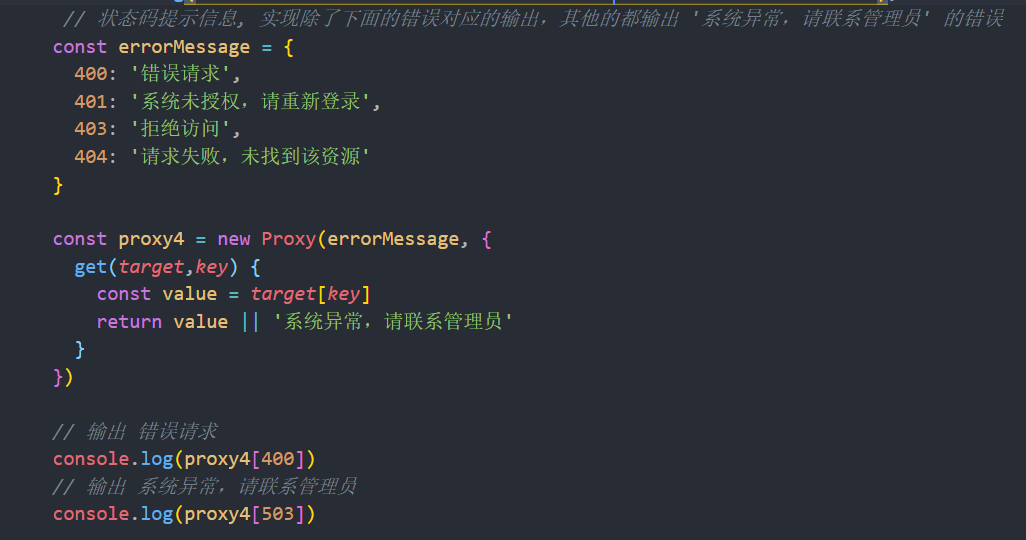 // 状态码提示信息, 实现除了下面的错误对应的输出，其他的都输出 '系统异常，请联系管理员' 的错误
const errorMessage = {
  400: '错误请求',
  401: '系统未授权，请重新登录',
  403: '拒绝访问',
  404: '请求失败，未找到该资源'
}

const proxy4 = new Proxy(errorMessage, {
  get(target,key) {
    const value = target[key]
    return value || '系统异常，请联系管理员'
  }
})

// 输出 错误请求
console.log(proxy4[400])
// 输出 系统异常，请联系管理员
console.log(proxy4[503])